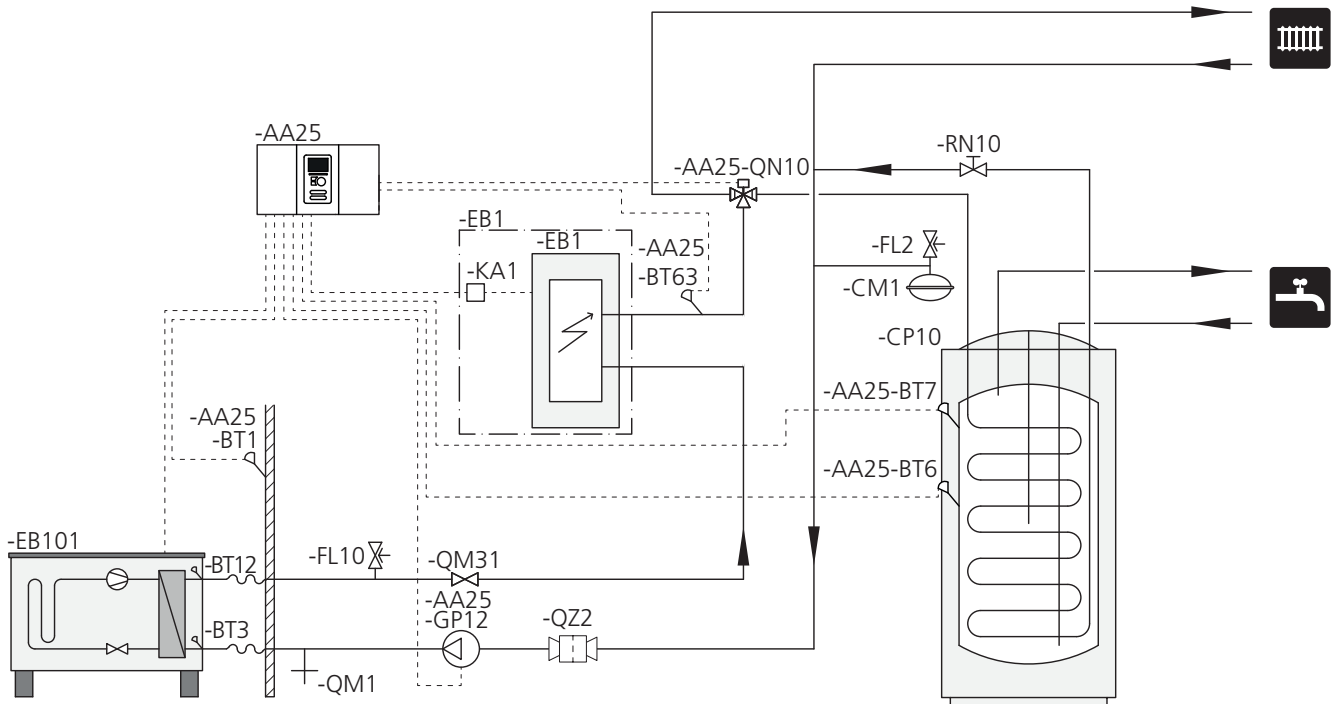 -AA25
-RN10
-AA25-QN10
-EB1
-EB1
-AA25
-BT63
-KA1
-FL2
-CM1
-CP10
-AA25-BT7
-AA25
-BT1
-AA25-BT6
-EB101
-BT12
-FL10
-QM31
-AA25
-GP12
-QZ2
-BT3
-QM1